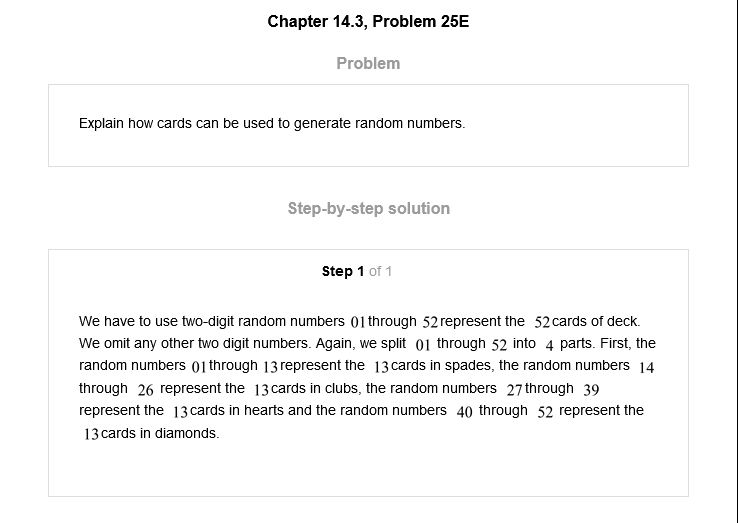 Chapter 14.3, Problem 25E
Problem
Explain how cards can be used to generate random numbers.
Step-by-step solution
Step 1 of 1
We have to use two-digit random numbers 01 through 52 represent the 52 cards of deck.
We omit any other two digit numbers. Again, we split 01 through 52 into 4 parts. First, the
random numbers 01 through 13 represent the 13 cards in spades, the random numbers 14
through 26 represent the 13 cards in clubs, the random numbers 27 through 39
represent the 13 cards in hearts and the random numbers 40 through 52 represent the
13 cards in diamonds.